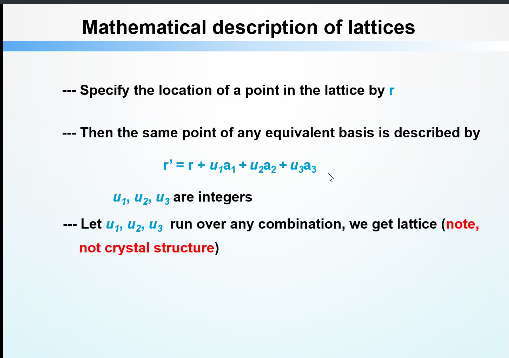 Mathematical description of lattices
--- Specify the location of a point in the lattice by r
--- Then the same point of any equivalent basis is described by
r’ = r + u₁a₁ + u₂a₂ + u₃a₃
u₁, u₂, u₃ are integers
--- Let u₁, u₂, u₃ run over any combination, we get lattice (note,
not crystal structure)